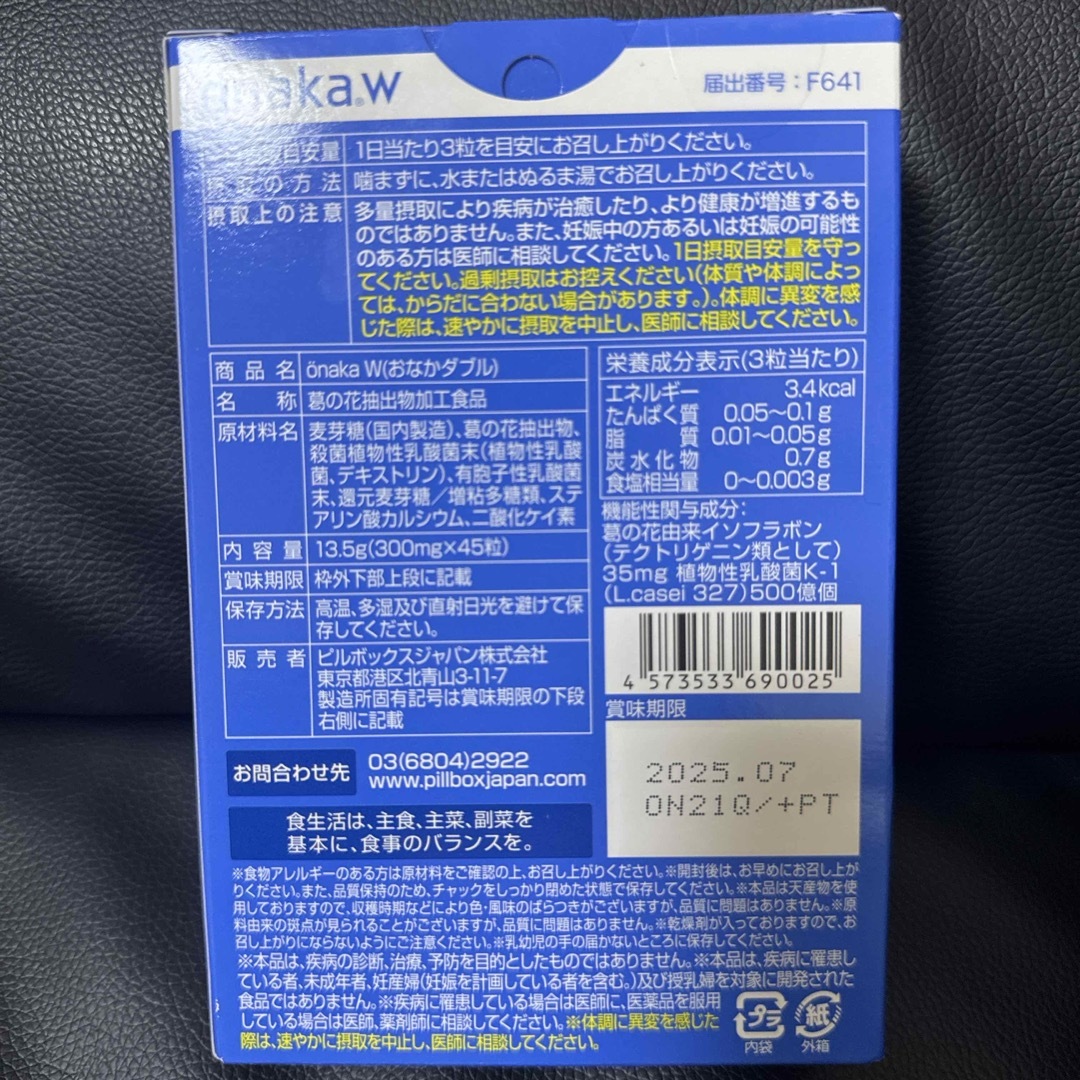 önaka W
届出番号：F641
目安量
1日当たり3粒を目安にお召し上がりください。
の方法
噛まずに、水またはぬるま湯でお召し上がりください。
摂取上の注意
多量摂取により疾病が治癒したり、より健康が増進するも
のではありません。また、妊娠中の方あるいは妊娠の可能性
のある方は医師に相談してください。1日摂取目安量を守っ
てください。過剰摂取はお控えください（体質や体調によっ
ては、からだに合わない場合があります。）。体調に異変を感
じた際は、速やかに摂取を中止し、医師に相談してください。
商品名
önaka W(おなかダブル)
名称
葛の花抽出物加工食品
原材料名
麦芽糖（国内製造）、葛の花抽出物、
殺菌植物性乳酸菌末（植物性乳酸
菌、デキストリン）、有胞子性乳酸菌
末、還元麦芽糖／増粘多糖類、ステ
アリン酸カルシウム、二酸化ケイ素
内容量
13.5g(300mg×45粒)
賞味期限
枠外下部上段に記載
保存方法
高温、多湿及び直射日光を避けて保
存してください。
販売者
ピルボックスジャパン株式会社
東京都港区北青山3-11-7
製造所固有記号は賞味期限の下段
右側に記載
栄養成分表示(3粒当たり)
エネルギー 3.4kcal
たんぱく質 0.05～0.1g
脂質 0.01～0.05g
炭水化物 0.7g
食塩相当量 0～0.003g
機能性関与成分：
葛の花由来イソフラボン
（テクトリゲニン類として）
35mg 植物性乳酸菌K-1
（L.casei 327）500億個
4 573533 690025
賞味期限
2025.07
ON21Q/+PT
お問合わせ先
03(6804)2922
www.pillboxjapan.com
食生活は、主食、主菜、副菜を
基本に、食事のバランスを。
※食物アレルギーのある方は原材料をご確認の上、お召し上がりください。※開封後は、お早めにお召し上が
りください。また、品質保持のため、チャックをしっかり閉めた状態で保存してください。※本品は天産物を使
用しておりますので、収穫時期などにより色・風味のばらつきがございますが、品質に問題はありません。※原
料由来の斑点が見られることがございますが、品質に問題はありません。※乾燥剤が入っておりますので、お
召し上がりにならないようにご注意ください。※乳幼児の手の届かないところに保存してください。
※本品は、疾病の診断、治療、予防を目的としたものではありません。※本品は、疾病に罹患し
ている者、未成年者、妊産婦（妊娠を計画している者を含む。）及び授乳婦を対象に開発された
食品ではありません。※疾病に罹患している場合は医師に、医薬品を服用
している場合は医師、薬剤師に相談してください。※体調に異変を感じた
際は、速やかに摂取を中止し、医師に相談してください。
プラ
内袋
紙
外箱